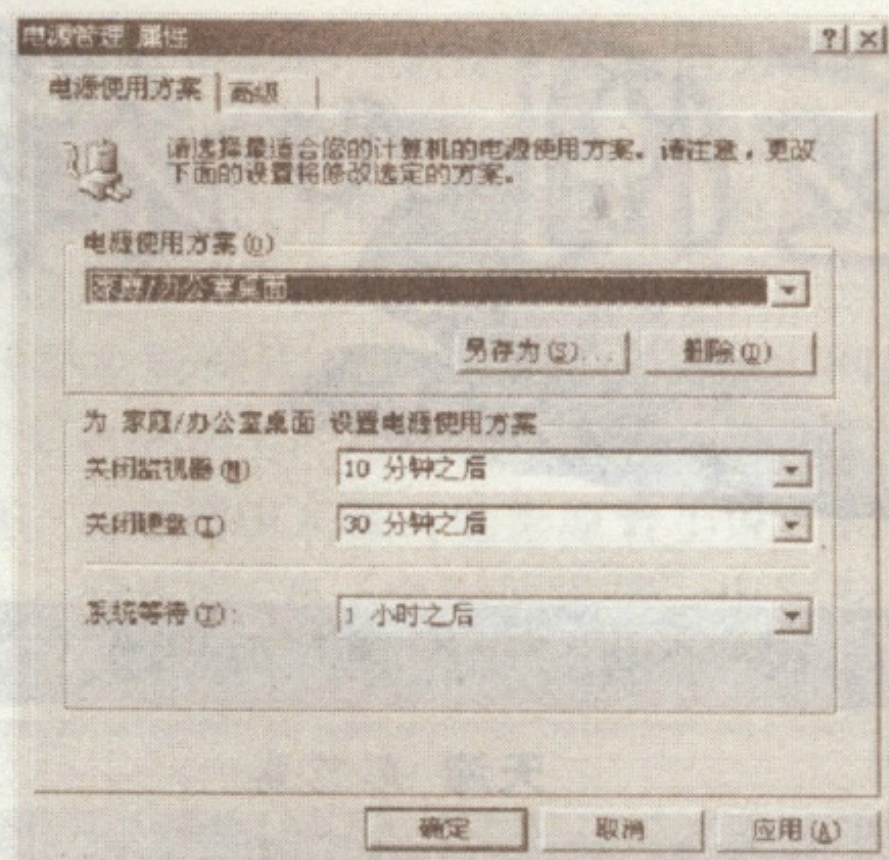 电源管理 属性
电源使用方案 高级
请选择最适合您的计算机的电源使用方案。请注意，更改
下面的设置将修改选定的方案。
电源使用方案(O)
家庭/办公室桌面
另存为(S)... 删除(D)
为 家庭/办公室桌面 设置电源使用方案
关闭监视器(M) 10 分钟之后
关闭硬盘(I) 30 分钟之后
系统等待(T): 1 小时之后
确定 取消 应用(A)